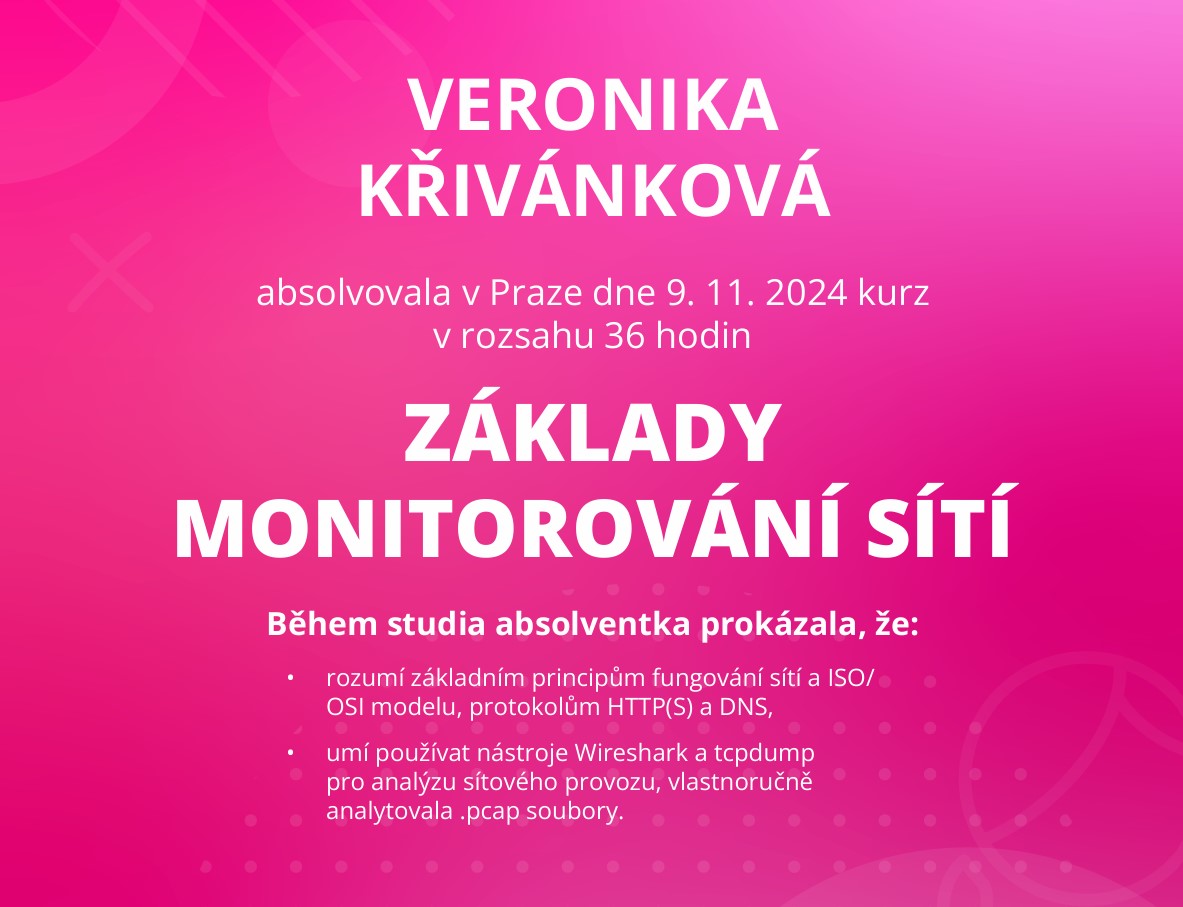 VERONIKA
KŘIVÁNKOVÁ
absolvovala v Praze dne 9. 11. 2024 kurz
v rozsahu 36 hodin
ZÁKLADY
MONITOROVÁNÍ SÍTÍ
Během studia absolventka prokázala, že:
• rozumí základním principům fungování sítí a ISO/
OSI modelu, protokolům HTTP(S) a DNS,
• umí používat nástroje Wireshark a tcpdump
pro analýzu sítového provozu, vlastnoručně
analytovala .pcap soubory.